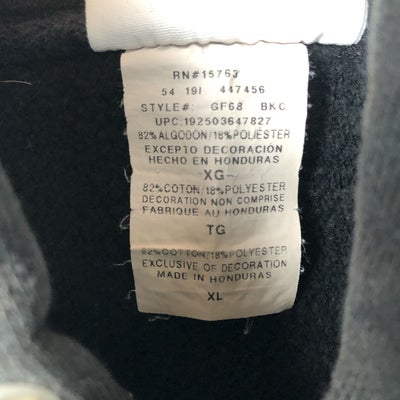 RN#15763
54 19I 447456
STYLE#: GF68 BKC
UPC:192503647827
82%ALGODON/18%POLIESTER
EXCEPTO DECORACIÓN
HECHO EN HONDURAS
XG
82%COTON/18%POLYESTER
DECORATION NON COMPRISE
FABRIQUE AU HONDURAS
TG
82%COTTON/18%POLYESTER
EXCLUSIVE OF DECORATION
MADE IN HONDURAS
XL